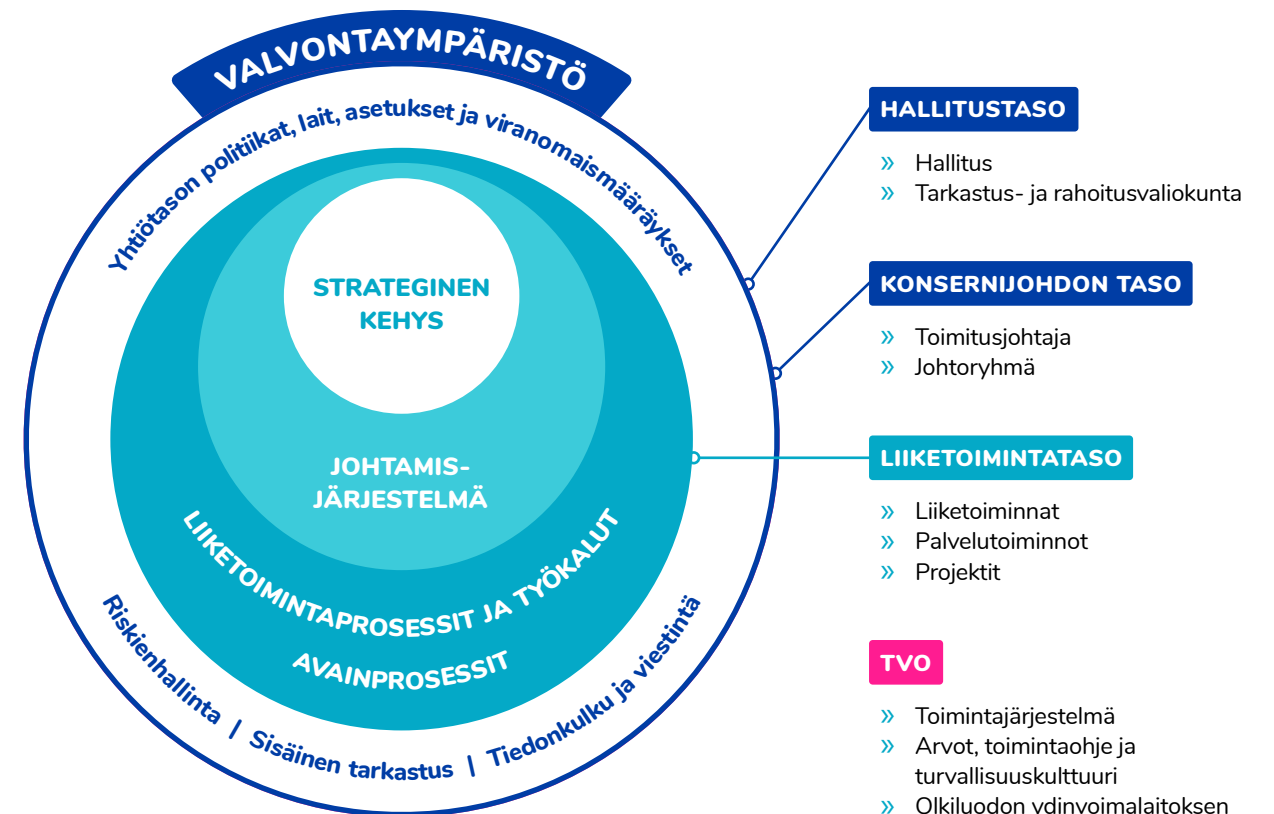 VALVONTAYMPÄRISTÖ
Yhtiötason politiikat, lait, asetukset ja viranomaismääräykset
STRATEGINEN
KEHYS
JOHTAMIS-
JÄRJESTELMÄ
LIIKETOIMINTAPROSESSIT JA TYÖKALUT
AVAINPROSESSIT
Riskienhallinta | Sisäinen tarkastus | Tiedonkulku ja viestintä
HALLITUSTASO
» Hallitus
» Tarkastus- ja rahoitusvaliokunta
KONSERNIJOHDON TASO
» Toimitusjohtaja
» Johtoryhmä
LIIKETOIMINTATASO
» Liiketoiminnat
» Palvelutoiminnot
» Projektit
TVO
» Toimintajärjestelmä
» Arvot, toimintaohje ja
turvallisuuskulttuuri
» Olkiluodon ydinvoimalaitoksen